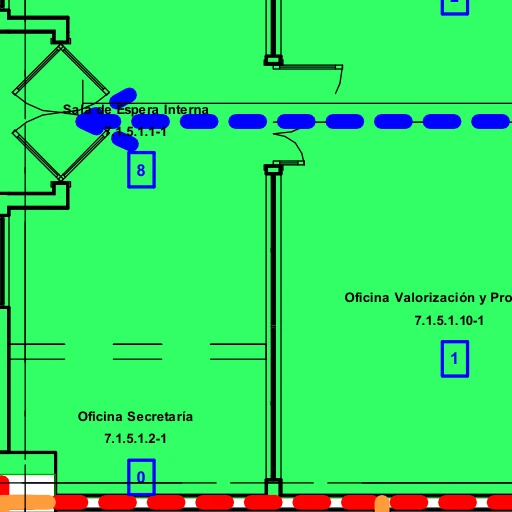 Sala de Espera Interna
7.1.5.1.1-1
8
Oficina Valorización y Pro
7.1.5.1.10-1
1
Oficina Secretaría
7.1.5.1.2-1
0